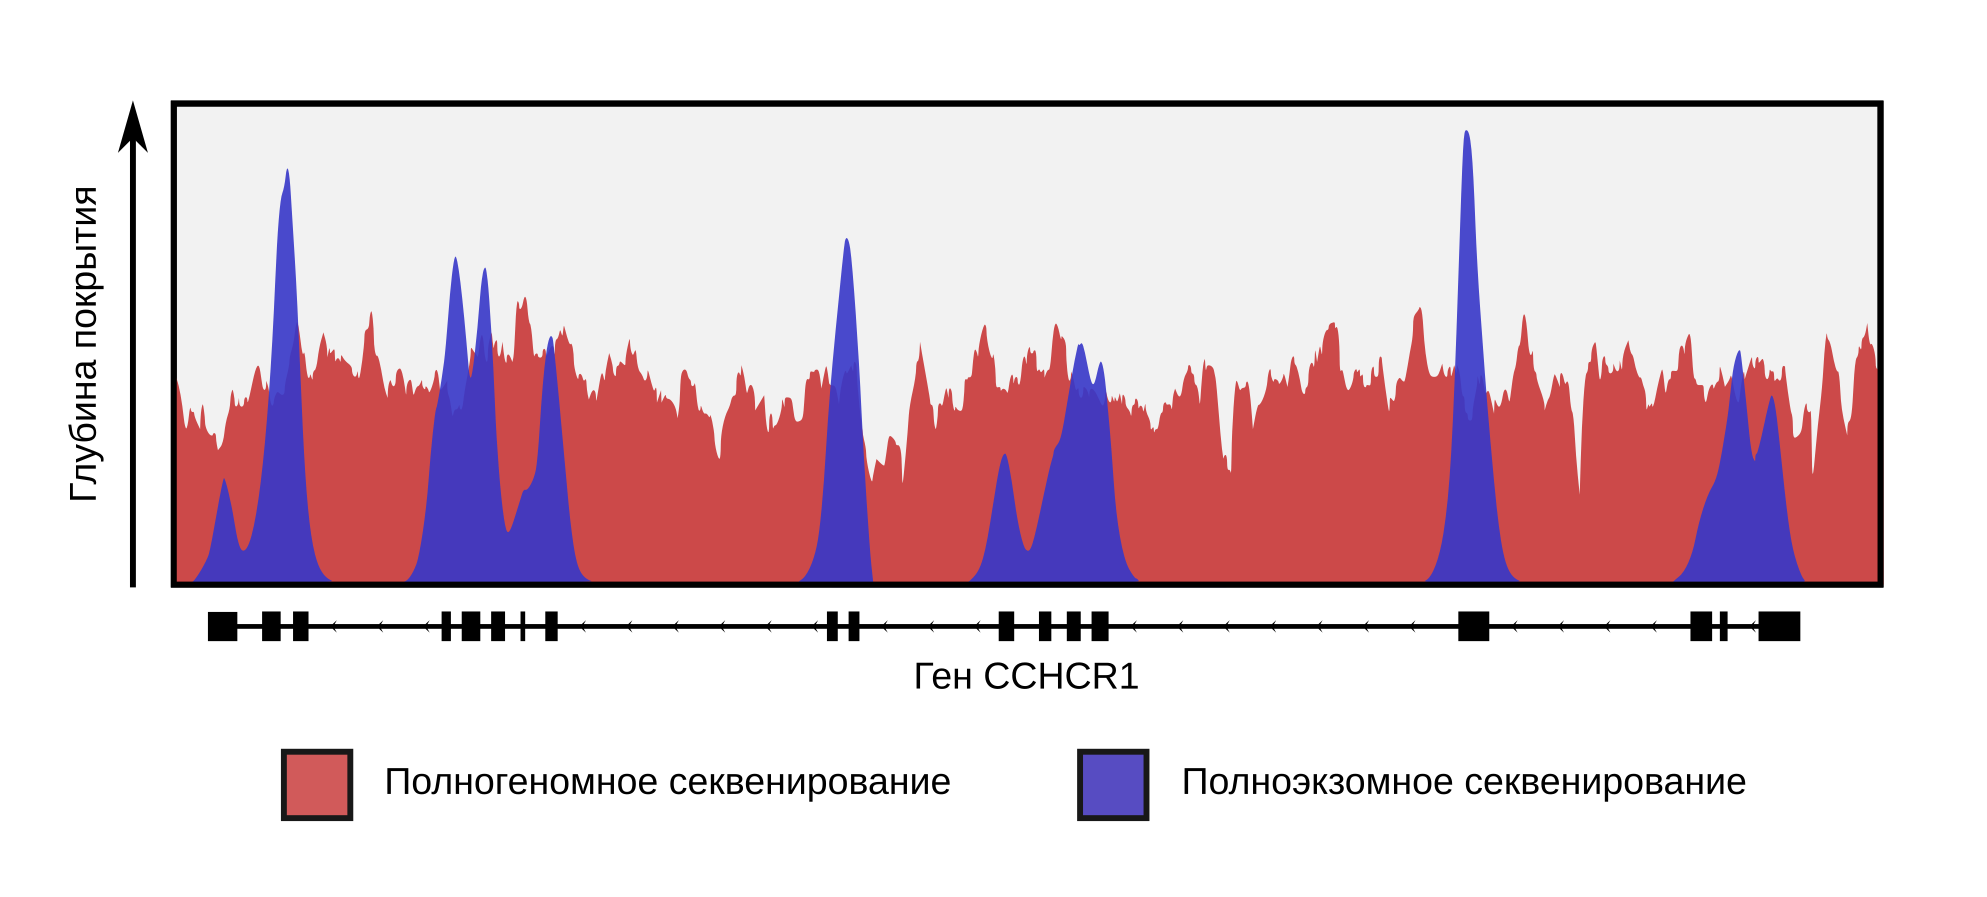 Глубина покрытия
Ген CCHCR1
Полногеномное секвенирование
Полноэкзомное секвенирование